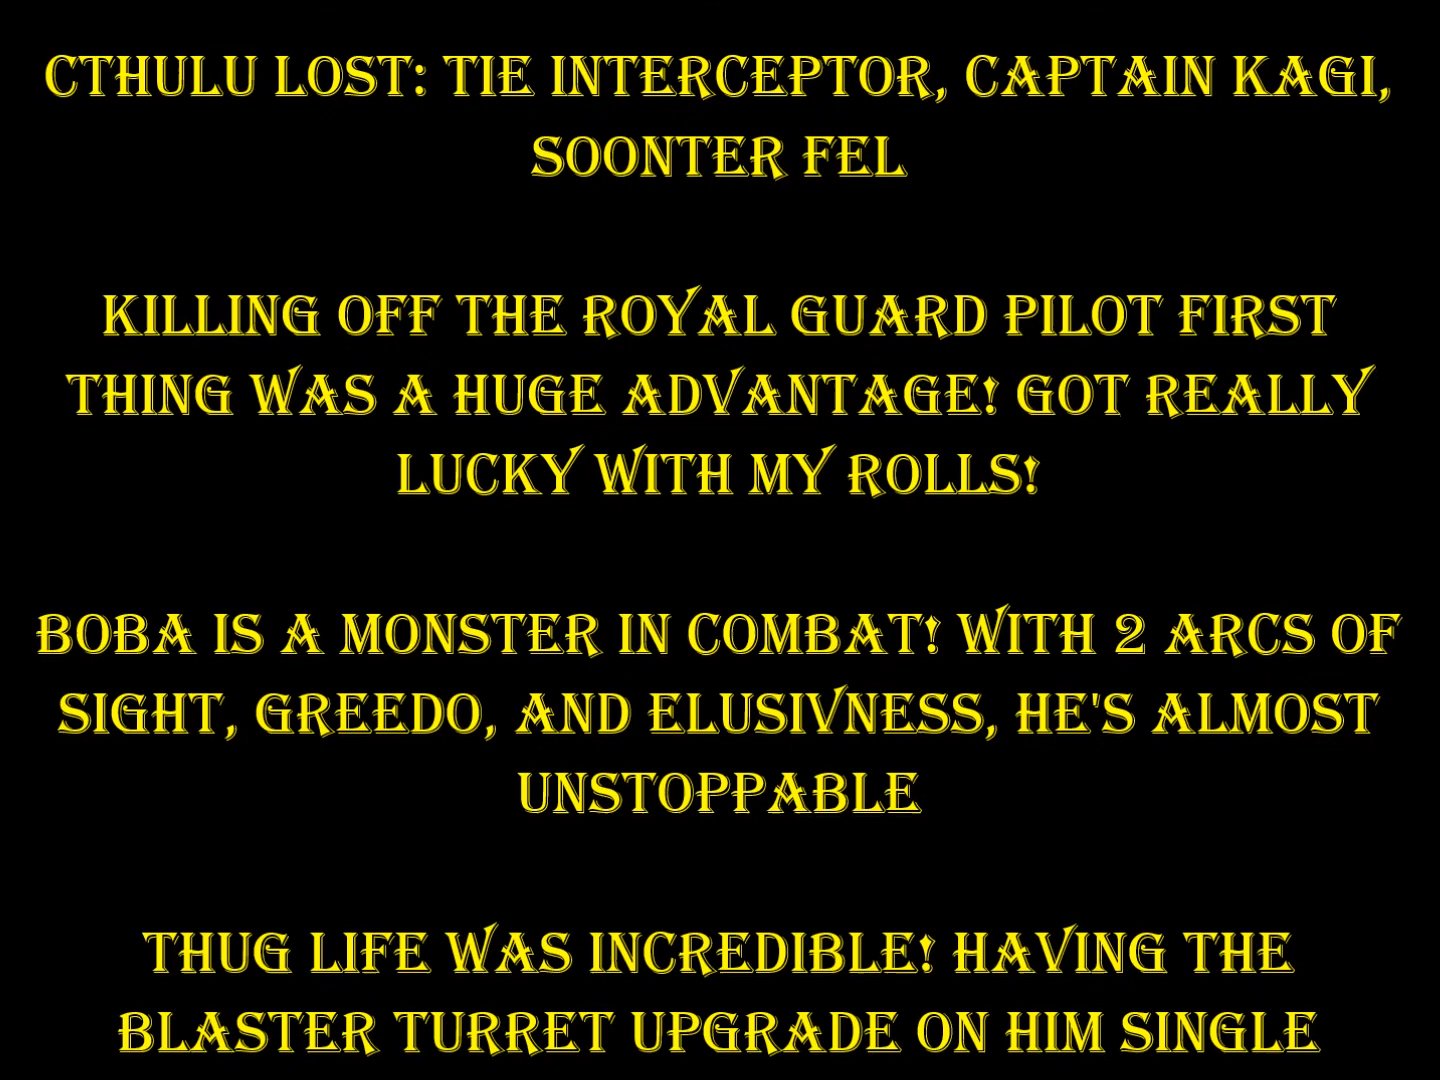 CTHULU LOST: TIE INTERCEPTOR, CAPTAIN KAGI,
SOONTER FEL
KILLING OFF THE ROYAL GUARD PILOT FIRST
THING WAS A HUGE ADVANTAGE! GOT REALLY
LUCKY WITH MY ROLLS!
BOBA IS A MONSTER IN COMBAT! WITH 2 ARCS OF
SIGHT, GREEDO, AND ELUSIVNESS, HE'S ALMOST
UNSTOPPABLE
THUG LIFE WAS INCREDIBLE! HAVING THE
BLASTER TURRET UPGRADE ON HIM SINGLE